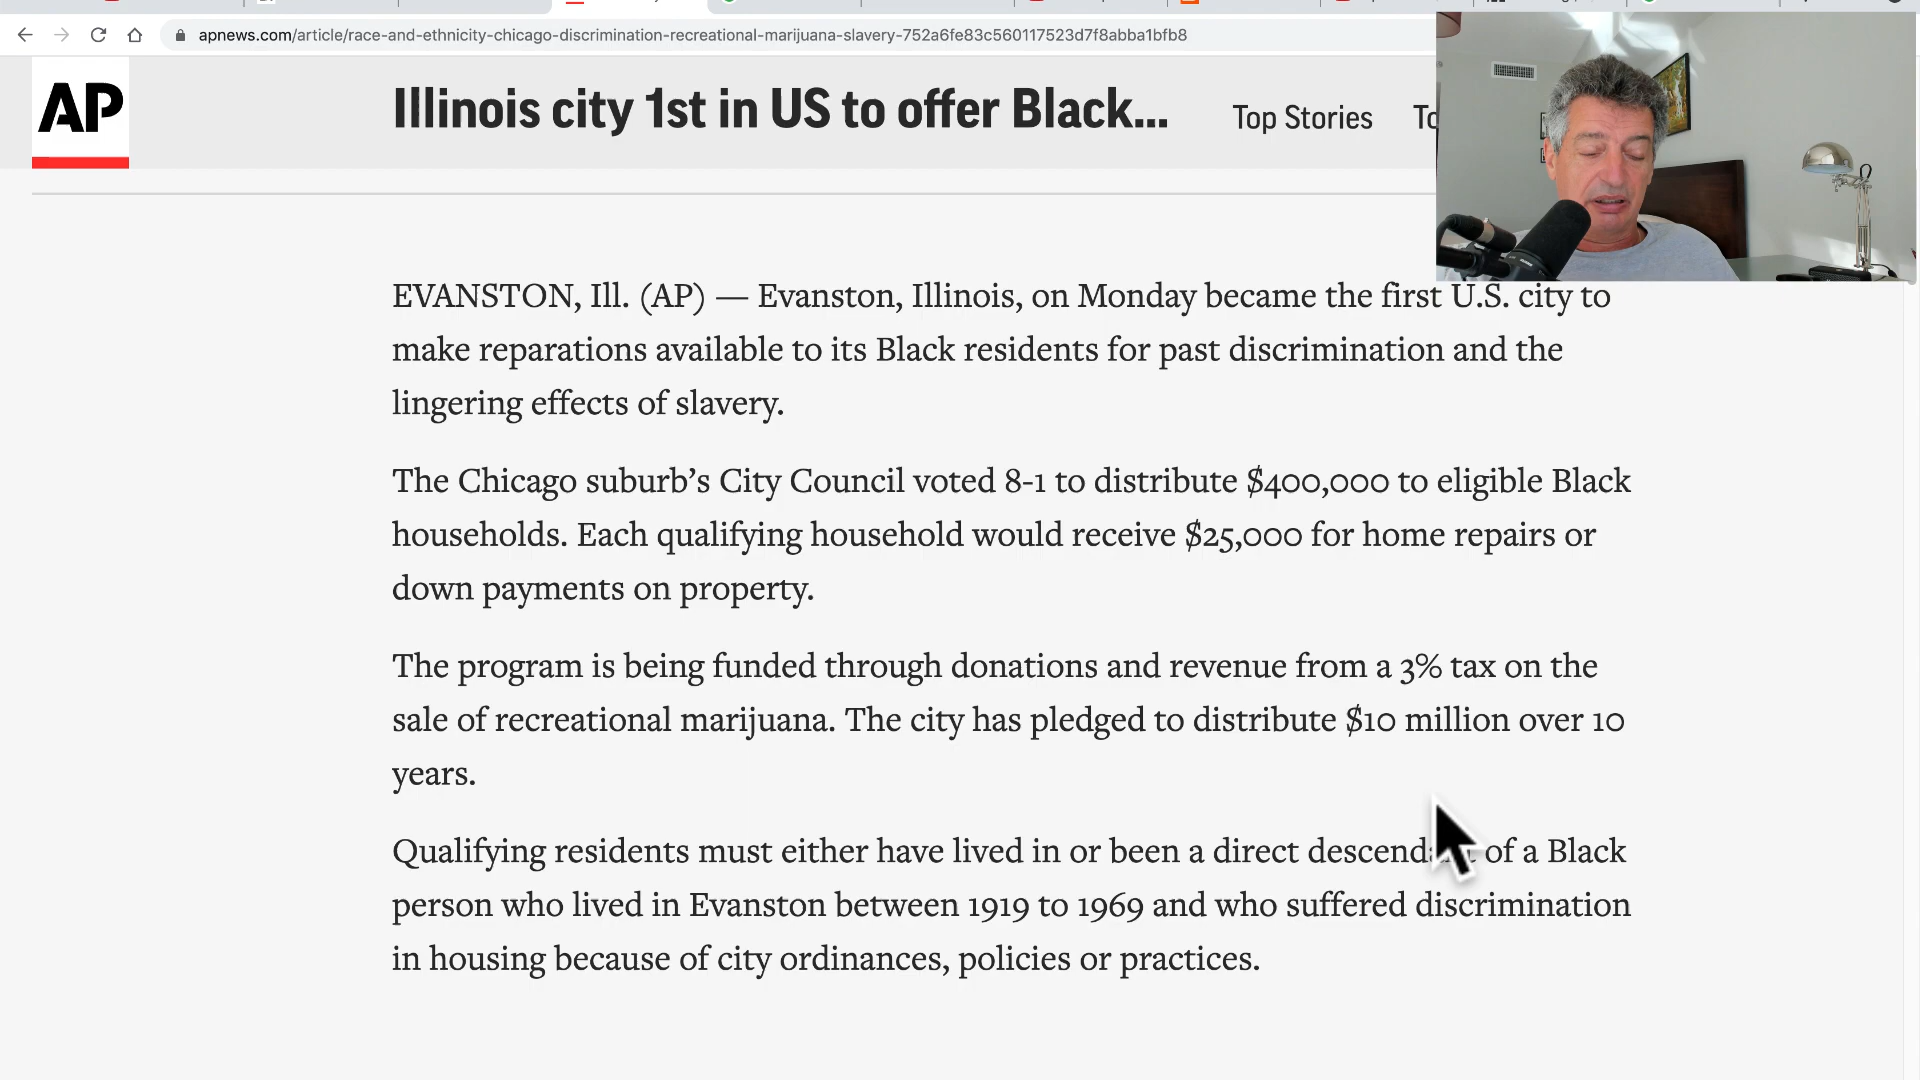 apnews.com/article/race-and-ethnicity-chicago-discrimination-recreational-marijuana-slavery-752a6fe83c560117523d7f8abba1bfb8
AP
Illinois city 1st in US to offer Black...
Top Stories
EVANSTON, Ill. (AP) — Evanston, Illinois, on Monday became the first U.S. city to
make reparations available to its Black residents for past discrimination and the
lingering effects of slavery.
The Chicago suburb’s City Council voted 8-1 to distribute $400,000 to eligible Black
households. Each qualifying household would receive $25,000 for home repairs or
down payments on property.
The program is being funded through donations and revenue from a 3% tax on the
sale of recreational marijuana. The city has pledged to distribute $10 million over 10
years.
Qualifying residents must either have lived in or been a direct descendant of a Black
person who lived in Evanston between 1919 to 1969 and who suffered discrimination
in housing because of city ordinances, policies or practices.